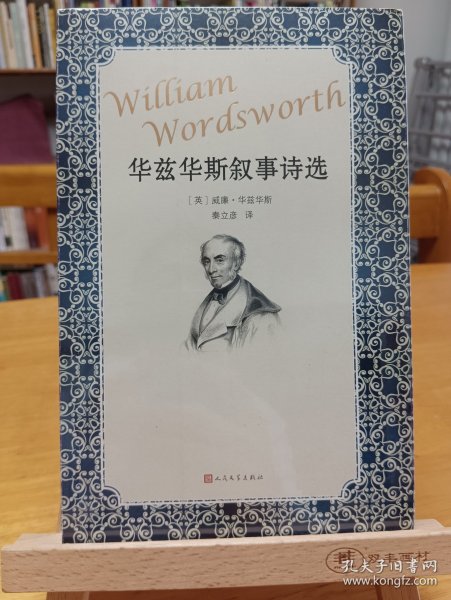 William
Wordsworth
华兹华斯叙事诗选
[英]威廉·华兹华斯
秦立彦 译
人民文学出版社
孔夫子旧书网
www.kongfz.com